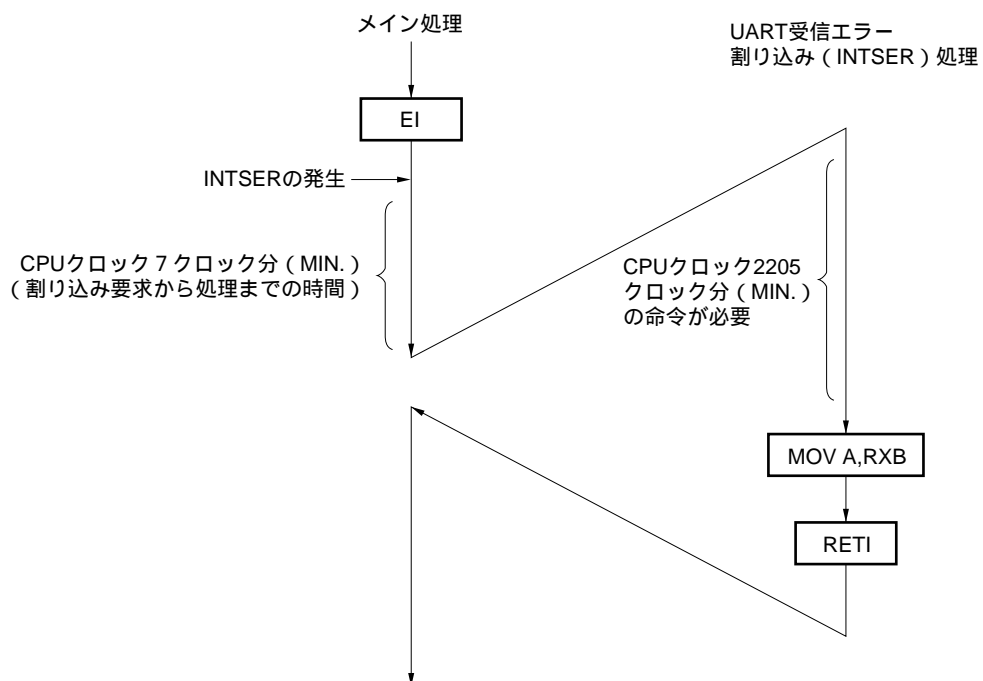 メイン処理
UART受信エラー
割り込み（INTSER）処理
EI
INTSERの発生
CPUクロック７クロック分（MIN.）
（割り込み要求から処理までの時間）
CPUクロック2205
クロック分（MIN.）
の命令が必要
MOV A,RXB
RETI